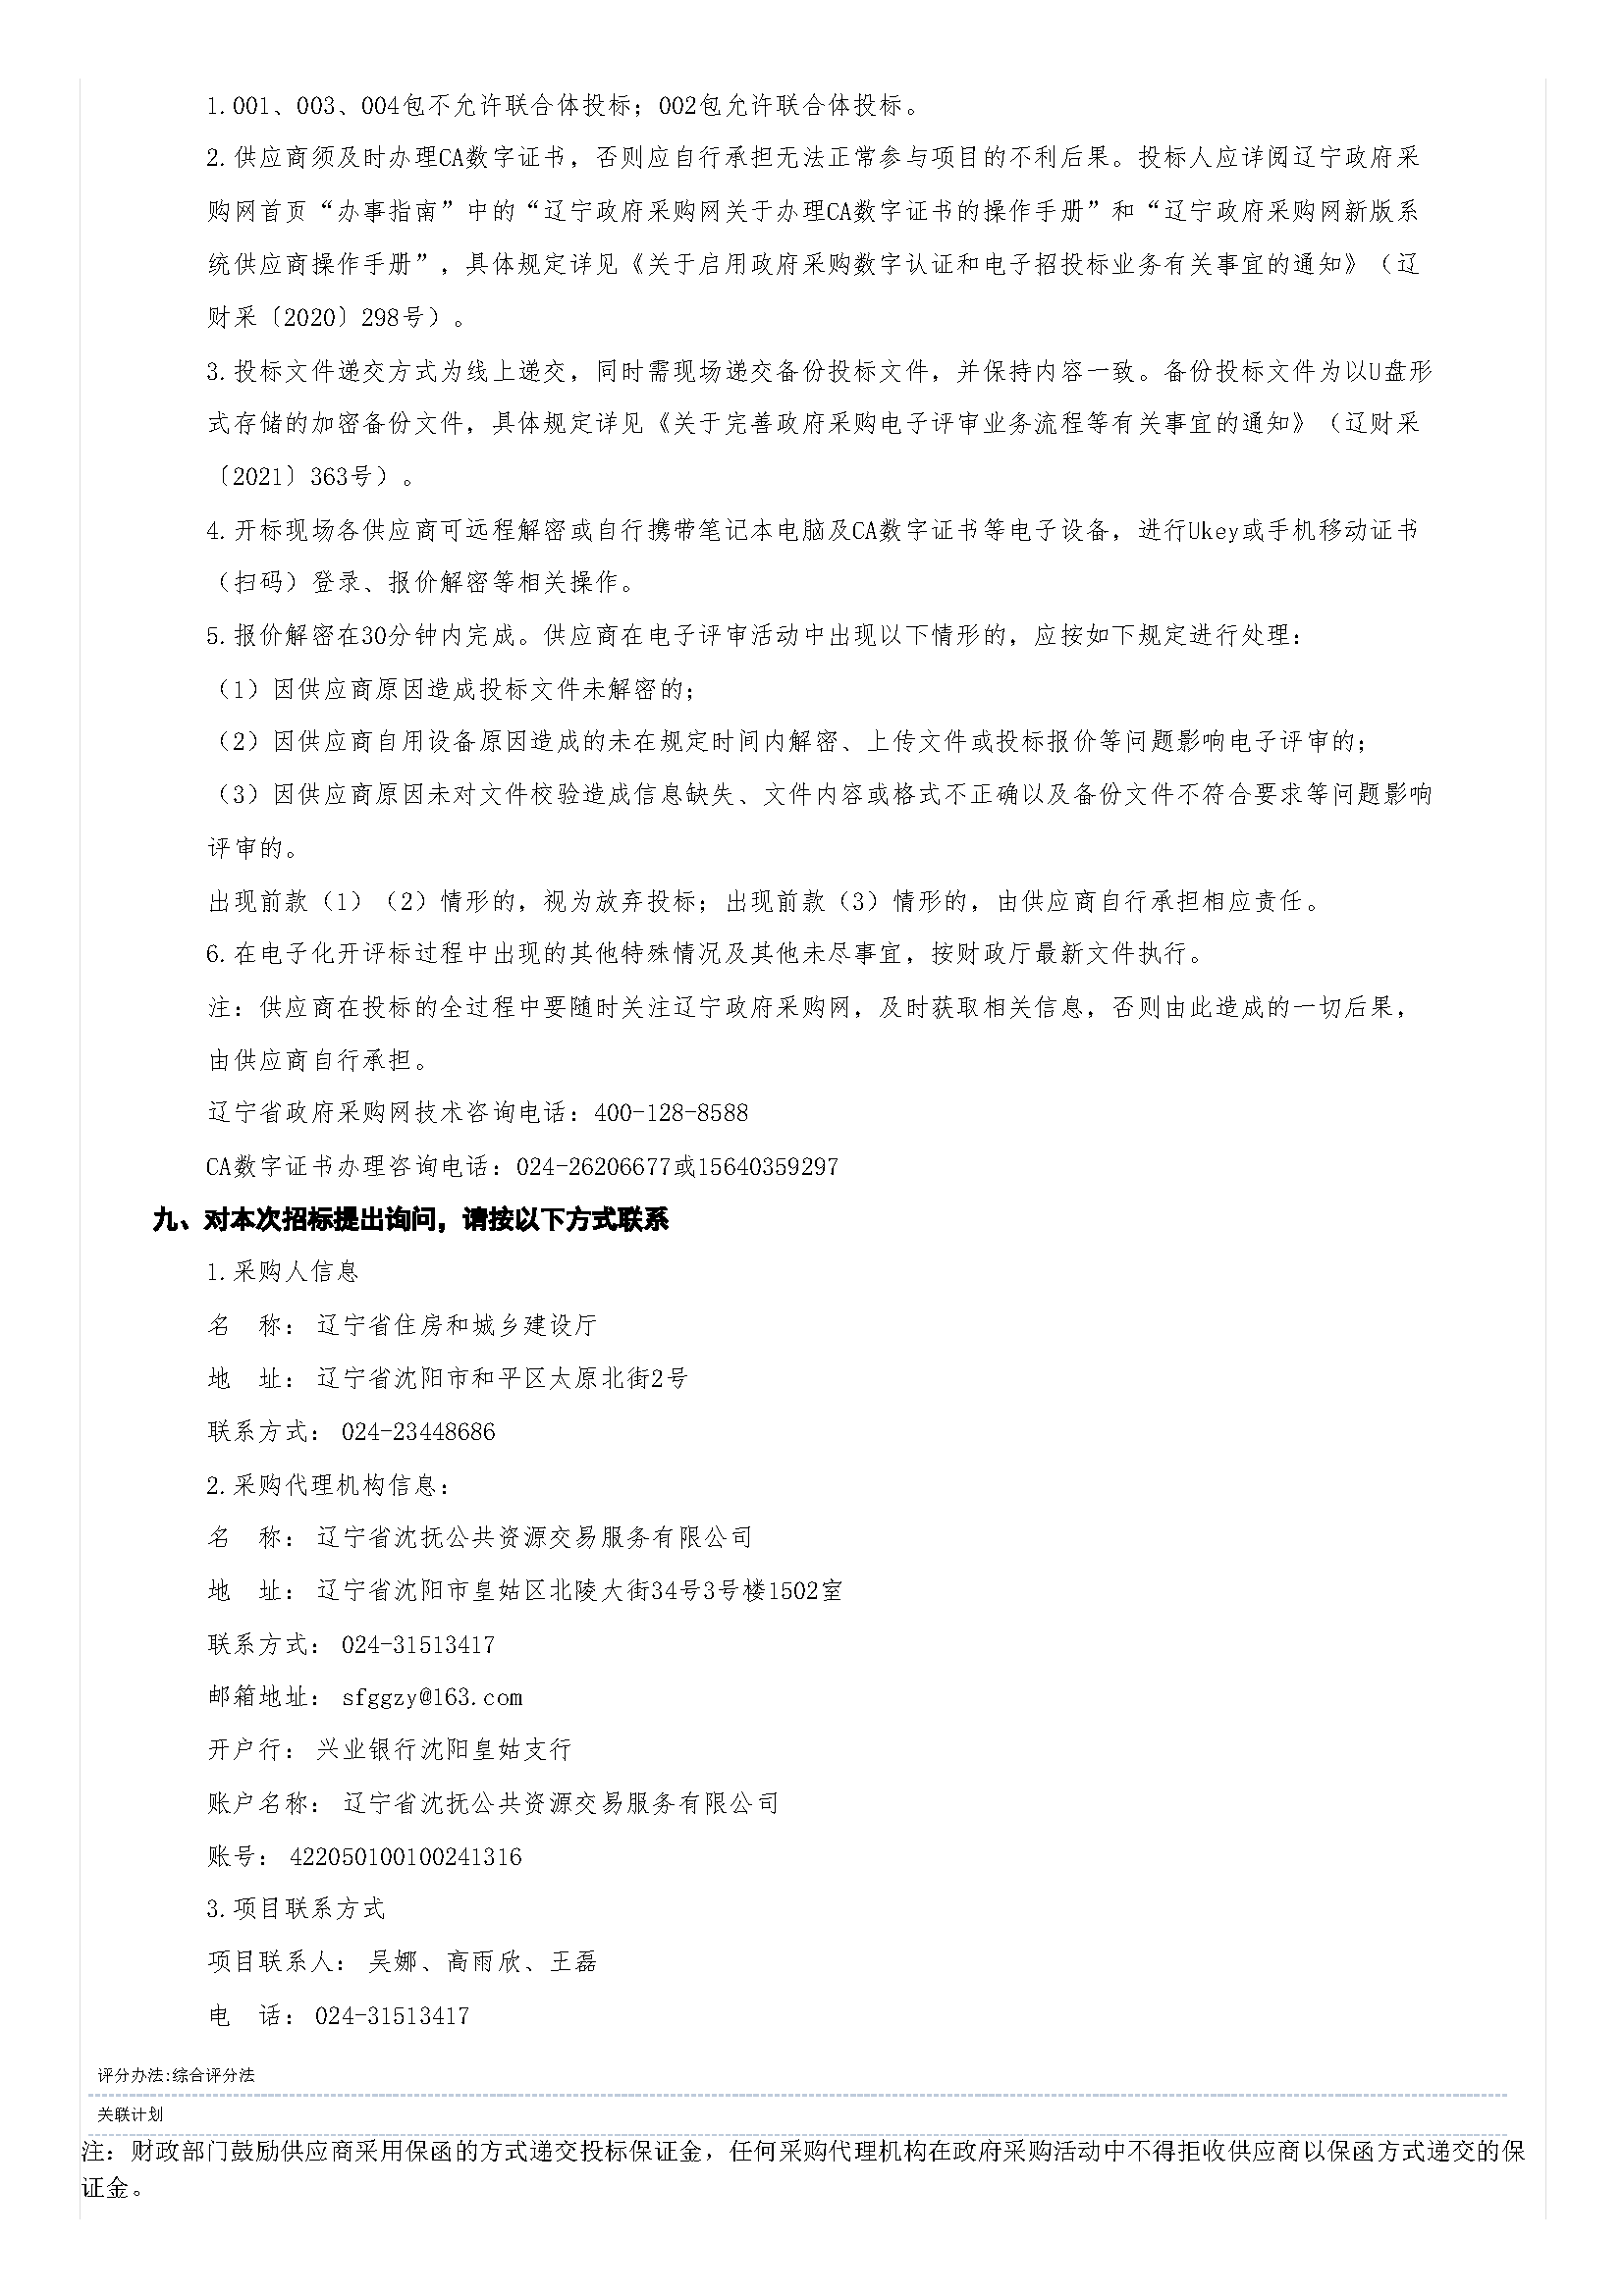 1.001、003、004包不允许联合体投标；002包允许联合体投标。
2.供应商须及时办理CA数字证书，否则应自行承担无法正常参与项目的不利后果。投标人应详阅辽宁政府采
购网首页“办事指南”中的“辽宁政府采购网关于办理CA数字证书的操作手册”和“辽宁政府采购网新版系
统供应商操作手册”，具体规定详见《关于启用政府采购数字认证和电子招投标业务有关事宜的通知》（辽
财采〔2020〕298号）。
3.投标文件递交方式为线上递交，同时需现场递交备份投标文件，并保持内容一致。备份投标文件为以U盘形
式存储的加密备份文件，具体规定详见《关于完善政府采购电子评审业务流程等有关事宜的通知》（辽财采
〔2021〕363号）。
4.开标现场各供应商可远程解密或自行携带笔记本电脑及CA数字证书等电子设备，进行Ukey或手机移动证书
（扫码）登录、报价解密等相关操作。
5.报价解密在30分钟内完成。供应商在电子评审活动中出现以下情形的，应按如下规定进行处理：
（1）因供应商原因造成投标文件未解密的；
（2）因供应商自用设备原因造成的未在规定时间内解密、上传文件或投标报价等问题影响电子评审的；
（3）因供应商原因未对文件校验造成信息缺失、文件内容或格式不正确以及备份文件不符合要求等问题影响
评审的。
出现前款（1）（2）情形的，视为放弃投标；出现前款（3）情形的，由供应商自行承担相应责任。
6.在电子化开评标过程中出现的其他特殊情况及其他未尽事宜，按财政厅最新文件执行。
注：供应商在投标的全过程中要随时关注辽宁政府采购网，及时获取相关信息，否则由此造成的一切后果，
由供应商自行承担。
辽宁省政府采购网技术咨询电话：400-128-8588
CA数字证书办理咨询电话：024-26206677或15640359297
九、对本次招标提出询问，请按以下方式联系
1.采购人信息
名　称： 辽宁省住房和城乡建设厅
地　址： 辽宁省沈阳市和平区太原北街2号
联系方式： 024-23448686
2.采购代理机构信息：
名　称： 辽宁省沈抚公共资源交易服务有限公司
地　址： 辽宁省沈阳市皇姑区北陵大街34号3号楼1502室
联系方式： 024-31513417
邮箱地址： sfggzy@163.com
开户行： 兴业银行沈阳皇姑支行
账户名称： 辽宁省沈抚公共资源交易服务有限公司
账号： 422050100100241316
3.项目联系方式
项目联系人： 吴娜、高雨欣、王磊
电　话： 024-31513417
评分办法:综合评分法
关联计划
注：财政部门鼓励供应商采用保函的方式递交投标保证金，任何采购代理机构在政府采购活动中不得拒收供应商以保函方式递交的保
证金。